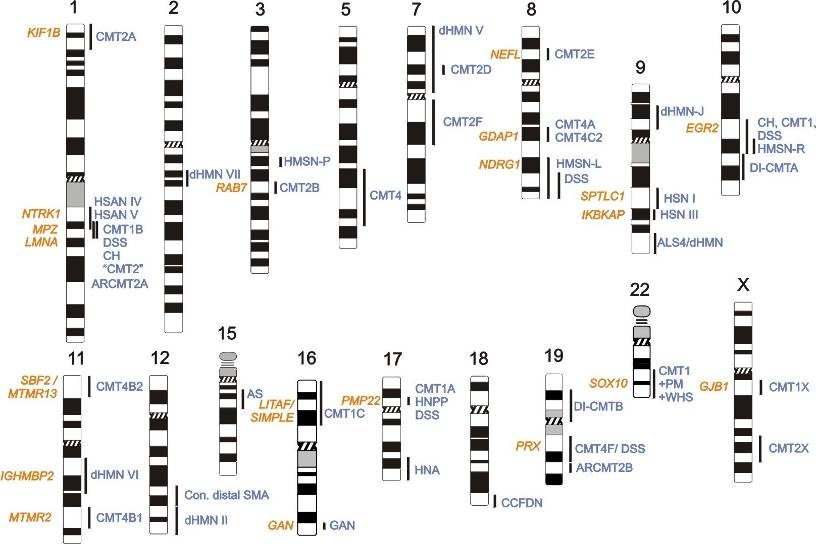 1
KIF1B
CMT2A
NTRK1
MPZ
LMNA
HSAN IV
HSAN V
CMT1B
DSS
CH
"CMT2"
ARCMT2A
2
dHMN VII
3
HMSN-P
RAB7
CMT2B
5
CMT4
7
dHMN V
CMT2D
CMT2F
8
NEFL
CMT2E
GDAP1
CMT4A
CMT4C2
NDRG1
HMSN-L
DSS
9
dHMN-J
SPTLC1
HSN I
IKBKAP
HSN III
ALS4/dHMN
10
EGR2
CH, CMT1,
DSS
HMSN-R
DI-CMTA
11
SBF2 /
MTMR13
CMT4B2
IGHMBP2
dHMN VI
MTMR2
CMT4B1
12
Con. distal SMA
dHMN II
15
AS
16
LITAF/
SIMPLE
CMT1C
GAN
GAN
17
PMP22
CMT1A
HNPP
DSS
HNA
18
CCFDN
19
DI-CMTB
PRX
CMT4F/ DSS
ARCMT2B
22
SOX10
CMT1
+PM
+WHS
X
GJB1
CMT1X
CMT2X